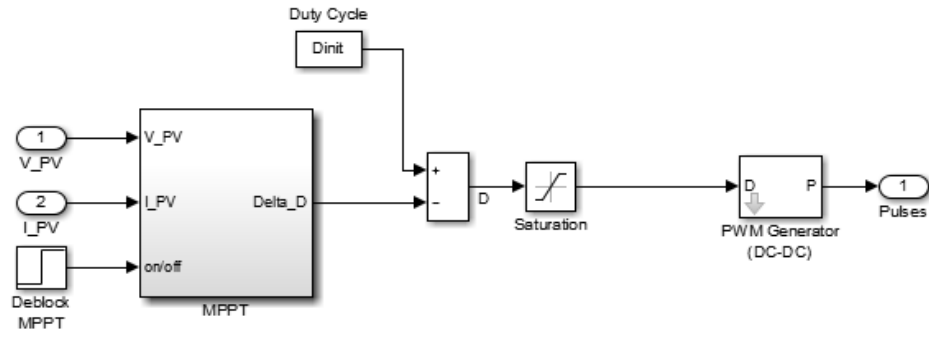 Duty Cycle
Dinit
1
V_PV
V_PV
2
I_PV
I_PV
Delta_D
on/off
Deblock
MPPT
MPPT
+
−
D
Saturation
D
P
PWM Generator
(DC-DC)
1
Pulses